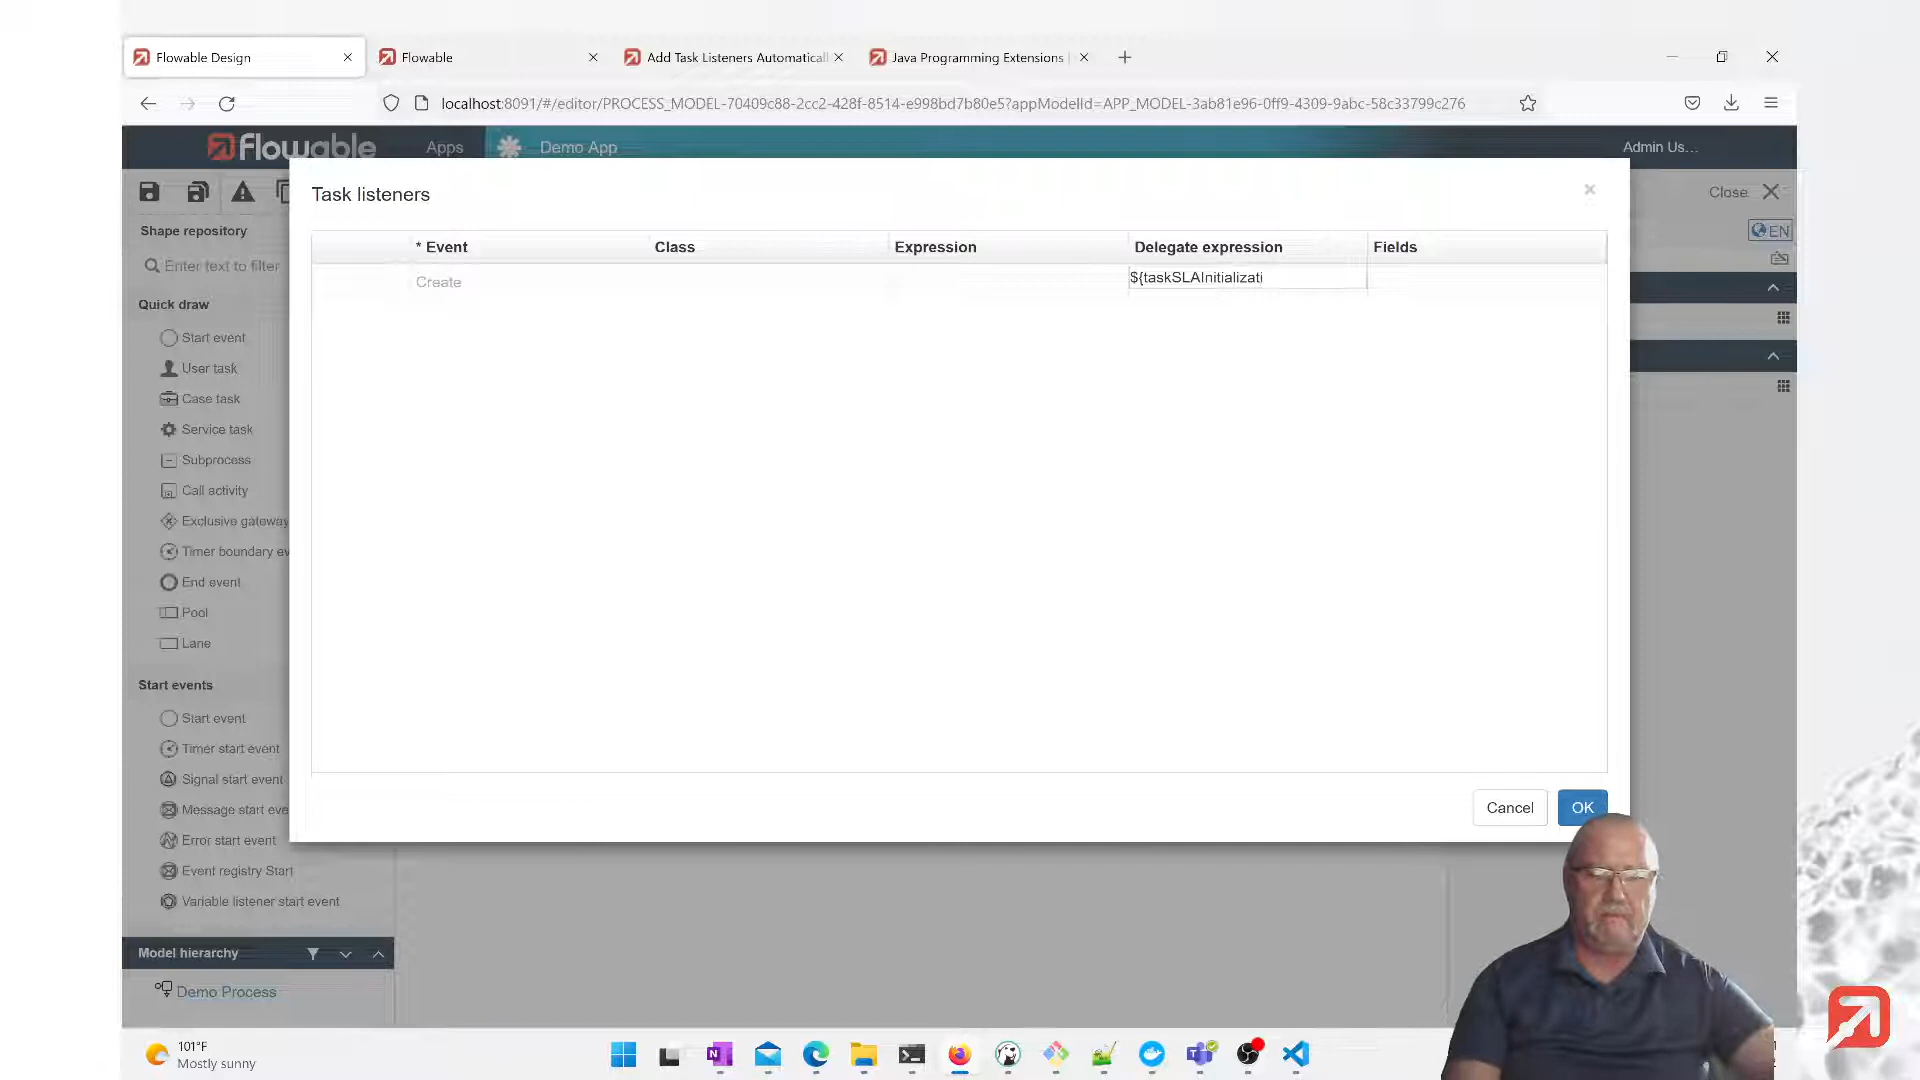 Flowable Design
Flowable
Add Task Listeners Automaticall
Java Programming Extensions |
localhost:8091/#/editor/PROCESS_MODEL-70409c88-2cc2-428f-8514-e998bd7b80e5?appModelId=APP_MODEL-3ab81e96-0ff9-4309-9abc-58c33799c276
flowable
Apps
Demo App
Admin Us...
Task listeners
Close
Shape repository
EN
* Event
Class
Expression
Delegate expression
Fields
Enter text to filter
Create
${taskSLAInitializati
Quick draw
Start event
User task
Case task
Service task
Subprocess
Call activity
Exclusive gateway
Timer boundary ev
End event
Pool
Lane
Start events
Start event
Timer start event
Signal start event
Message start eve
Error start event
Event registry Start
Variable listener start event
Cancel
OK
Model hierarchy
Demo Process
101°F
Mostly sunny